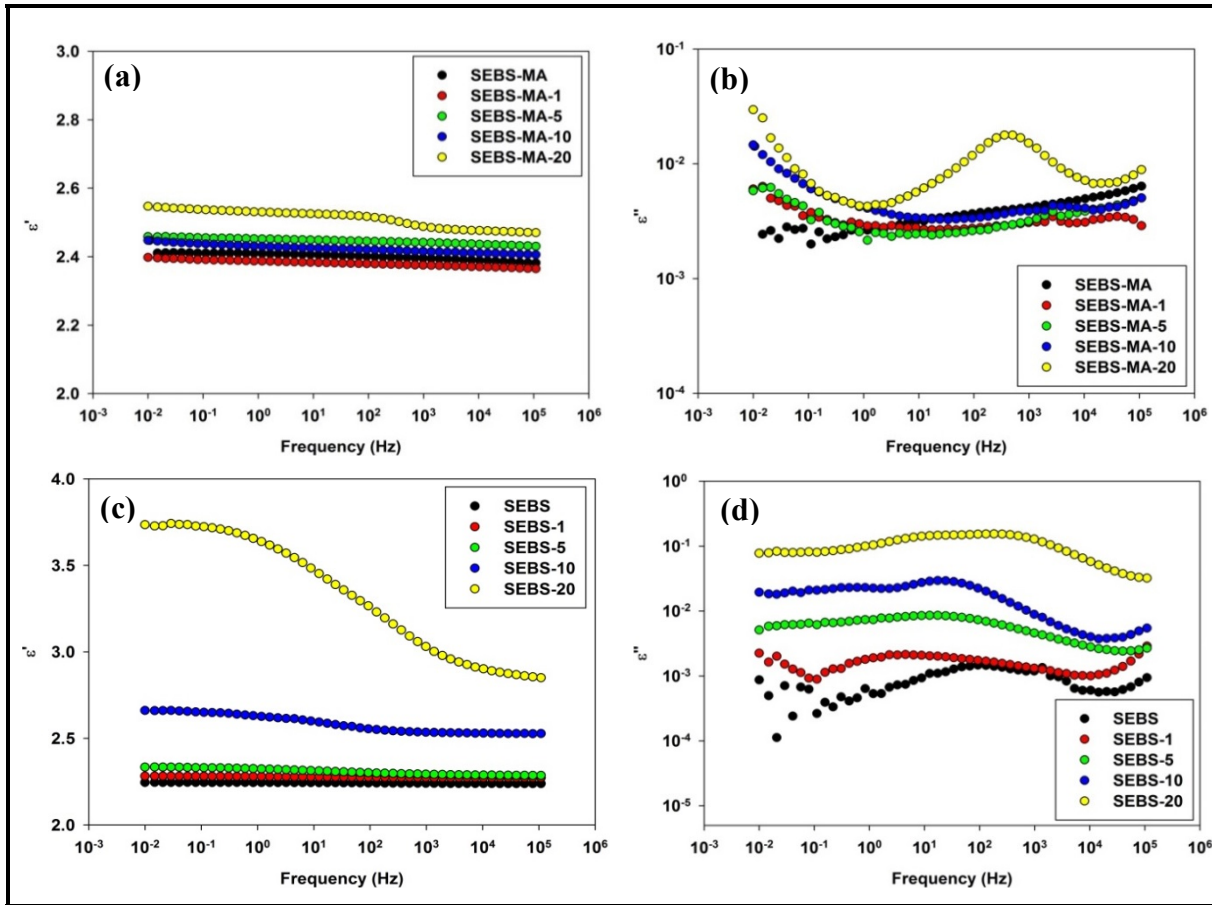 (a)
3.0
2.8
2.6
2.4
2.2
2.0
ε'
SEBS-MA
SEBS-MA-1
SEBS-MA-5
SEBS-MA-10
SEBS-MA-20
10⁻³ 10⁻² 10⁻¹ 10⁰ 10¹ 10² 10³ 10⁴ 10⁵ 10⁶
Frequency (Hz)
(b)
10⁻¹
10⁻²
10⁻³
10⁻⁴
ε"
SEBS-MA
SEBS-MA-1
SEBS-MA-5
SEBS-MA-10
SEBS-MA-20
10⁻³ 10⁻² 10⁻¹ 10⁰ 10¹ 10² 10³ 10⁴ 10⁵ 10⁶
Frequency (Hz)
(c)
4.0
3.5
3.0
2.5
2.0
ε'
SEBS
SEBS-1
SEBS-5
SEBS-10
SEBS-20
10⁻³ 10⁻² 10⁻¹ 10⁰ 10¹ 10² 10³ 10⁴ 10⁵ 10⁶
Frequency (Hz)
(d)
10⁰
10⁻¹
10⁻²
10⁻³
10⁻⁴
10⁻⁵
ε"
SEBS
SEBS-1
SEBS-5
SEBS-10
SEBS-20
10⁻³ 10⁻² 10⁻¹ 10⁰ 10¹ 10² 10³ 10⁴ 10⁵ 10⁶
Frequency (Hz)